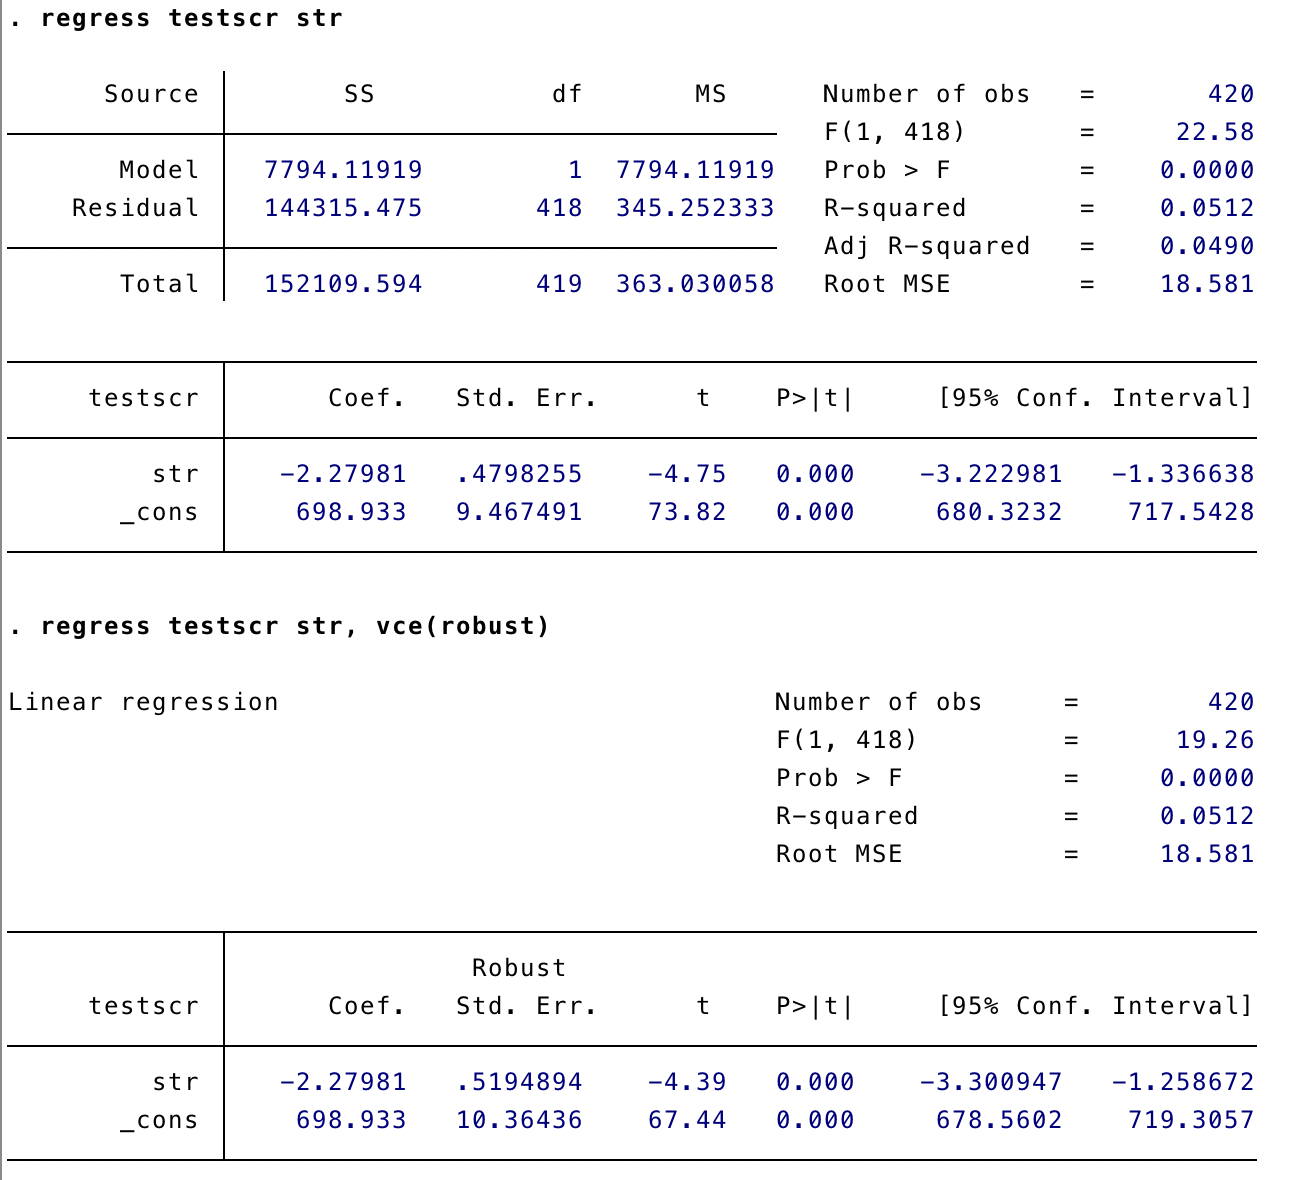 . regress testscr str
Source SS df MS Number of obs = 420
F(1, 418) = 22.58
Model 7794.11919 1 7794.11919 Prob > F = 0.0000
Residual 144315.475 418 345.252333 R-squared = 0.0512
Adj R-squared = 0.0490
Total 152109.594 419 363.030058 Root MSE = 18.581
testscr Coef. Std. Err. t P>|t| [95% Conf. Interval]
str -2.27981 .4798255 -4.75 0.000 -3.222981 -1.336638
_cons 698.933 9.467491 73.82 0.000 680.3232 717.5428
. regress testscr str, vce(robust)
Linear regression Number of obs = 420
F(1, 418) = 19.26
Prob > F = 0.0000
R-squared = 0.0512
Root MSE = 18.581
Robust
testscr Coef. Std. Err. t P>|t| [95% Conf. Interval]
str -2.27981 .5194894 -4.39 0.000 -3.300947 -1.258672
_cons 698.933 10.36436 67.44 0.000 678.5602 719.3057